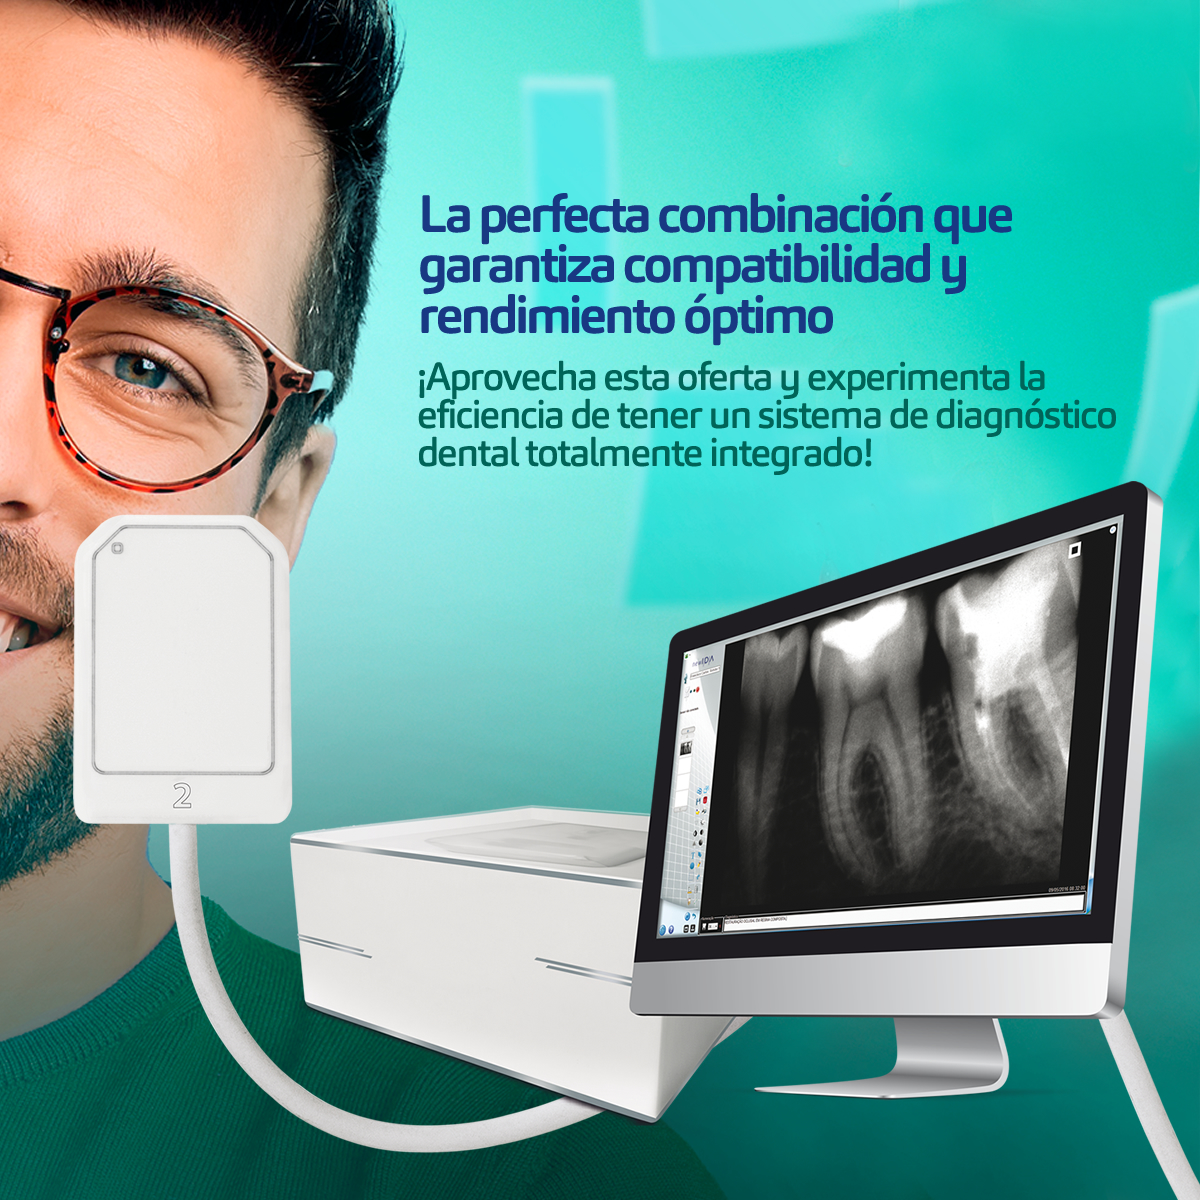 La perfecta combinación que
garantiza compatibilidad y
rendimiento óptimo
¡Aprovecha esta oferta y experimenta la
eficiencia de tener un sistema de diagnóstico
dental totalmente integrado!
2